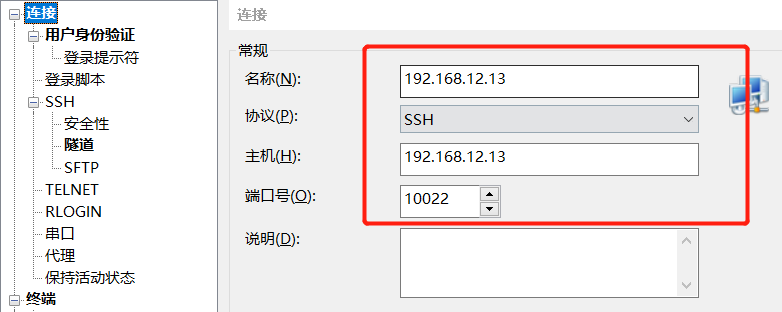 连接
用户身份验证
登录提示符
登录脚本
SSH
安全性
隧道
SFTP
TELNET
RLOGIN
串口
代理
保持活动状态
终端
连接
常规
名称(N): 192.168.12.13
协议(P): SSH
主机(H): 192.168.12.13
端口号(O): 10022
说明(D):